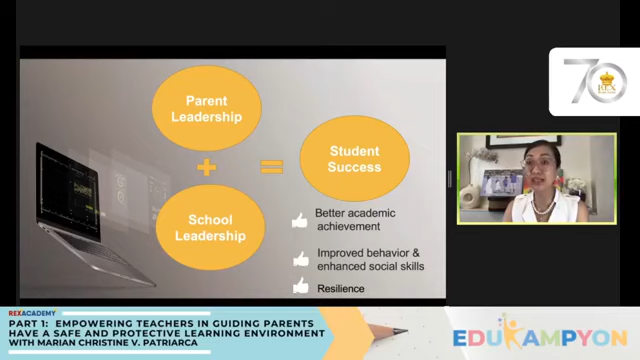 Parent
Leadership
+
=
School
Leadership
Student
Success
Better academic
achievement
Improved behavior &
enhanced social skills
Resilience
70
REX
REXACADEMY
PART 1: EMPOWERING TEACHERS IN GUIDING PARENTS
HAVE A SAFE AND PROTECTIVE LEARNING ENVIRONMENT
WITH MARIAN CHRISTINE V. PATRIARCA
EDUKAMPYON